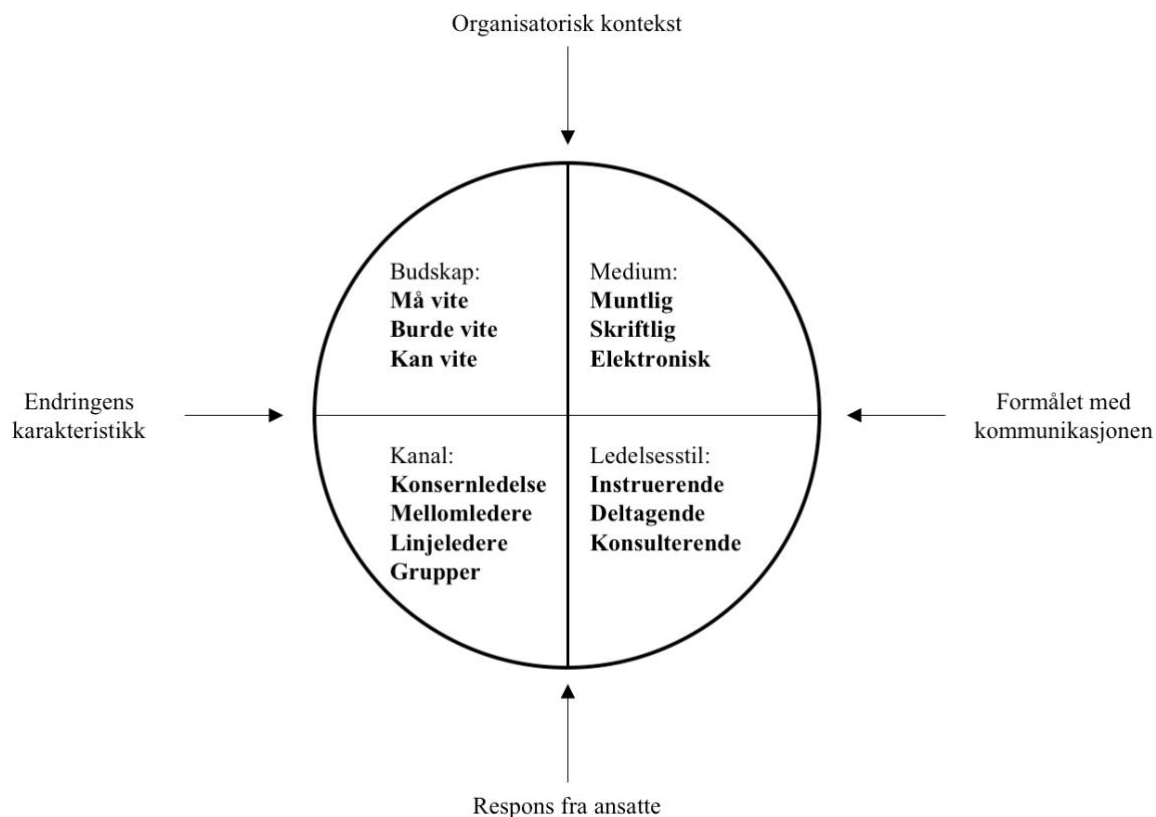 Organisatorisk kontekst
Budskap:
Må vite
Burde vite
Kan vite
Medium:
Muntlig
Skriftlig
Elektronisk
Endringens
karakteristikk
Formålet med
kommunikasjonen
Kanal:
Konsernledelse
Mellomledere
Linjeledere
Grupper
Ledelsesstil:
Instruerende
Deltagende
Konsulterende
Respons fra ansatte